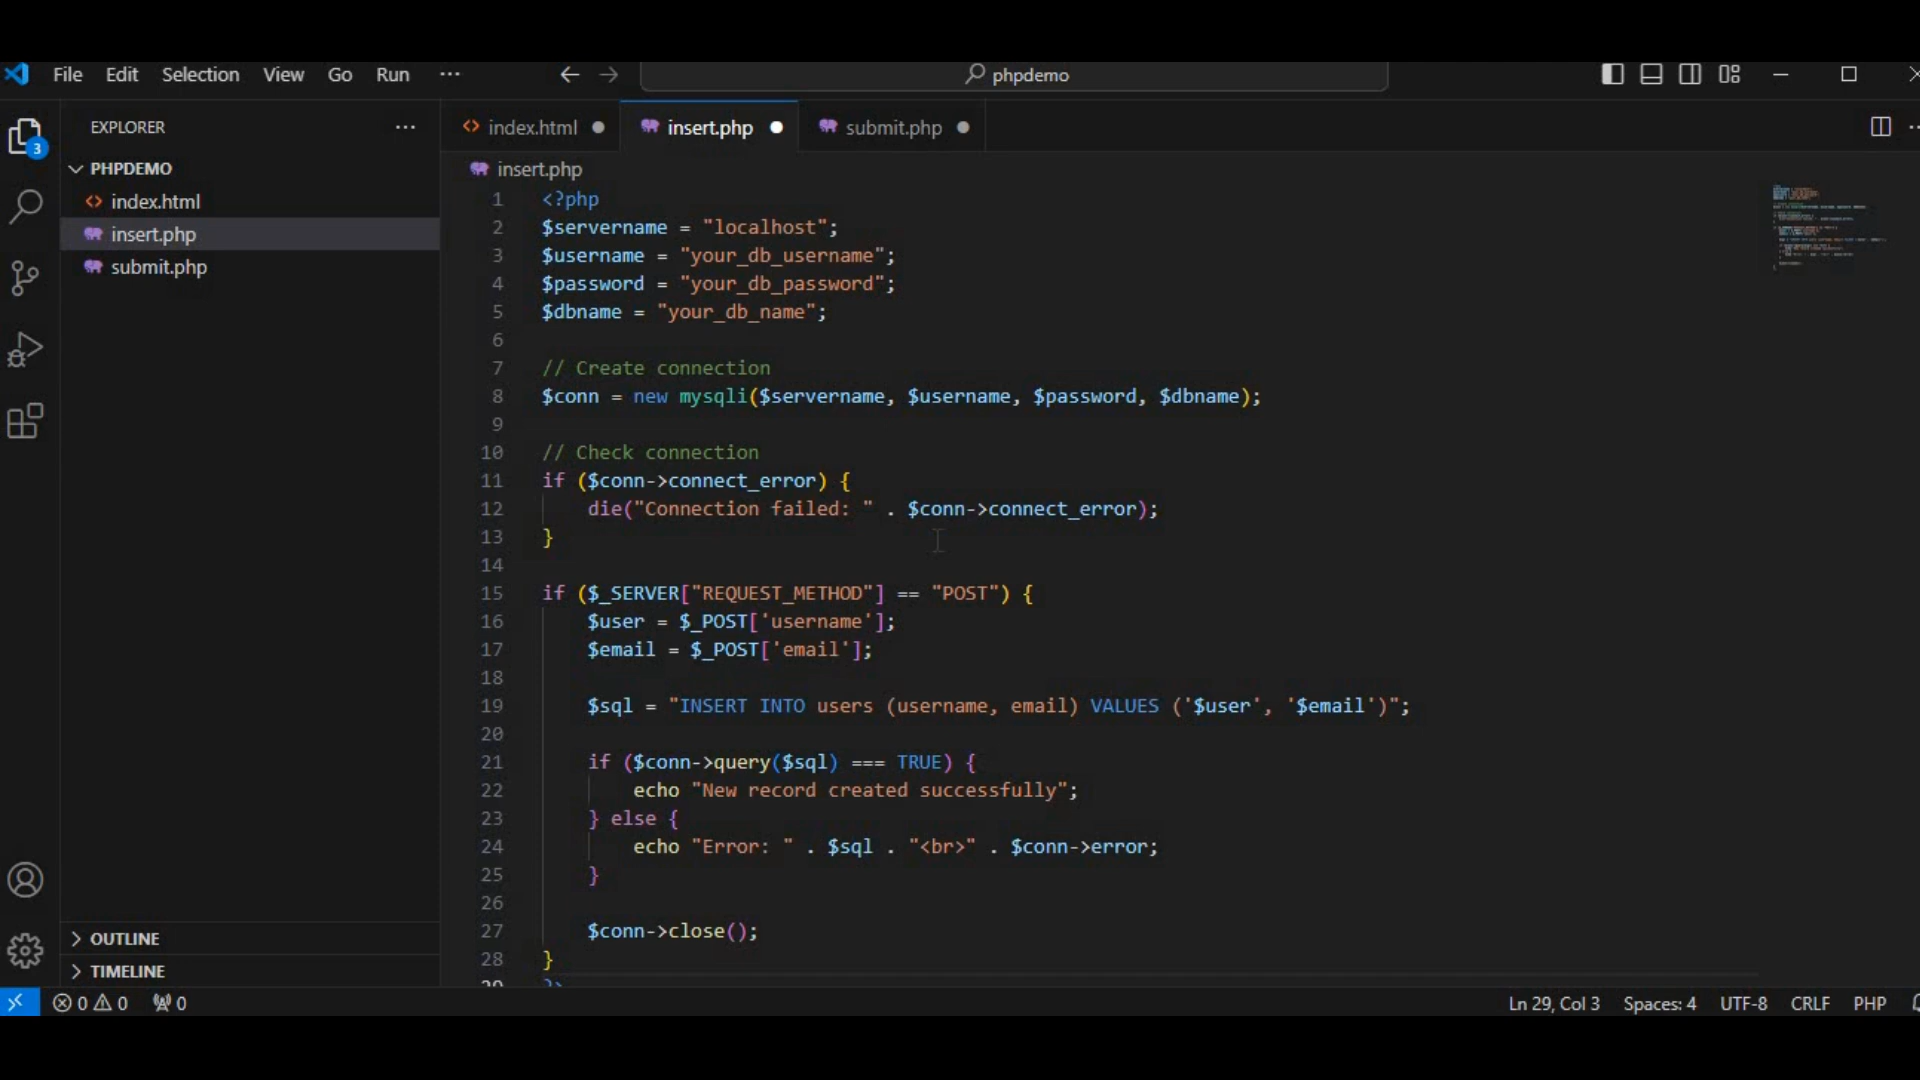 File Edit Selection View Go Run ...
phpdemo
EXPLORER ...
index.html
insert.php
submit.php
3
PHPDEMO
index.html
insert.php
submit.php
OUTLINE
TIMELINE
insert.php
1 <?php
2 $servername = "localhost";
3 $username = "your_db_username";
4 $password = "your_db_password";
5 $dbname = "your_db_name";
6
7 // Create connection
8 $conn = new mysqli($servername, $username, $password, $dbname);
9
10 // Check connection
11 if ($conn->connect_error) {
12 die("Connection failed: " . $conn->connect_error);
13 }
14
15 if ($_SERVER["REQUEST_METHOD"] == "POST") {
16 $user = $_POST['username'];
17 $email = $_POST['email'];
18
19 $sql = "INSERT INTO users (username, email) VALUES ('$user', '$email')";
20
21 if ($conn->query($sql) === TRUE) {
22 echo "New record created successfully";
23 } else {
24 echo "Error: " . $sql . "<br>" . $conn->error;
25 }
26
27 $conn->close();
28 }
29 ?>
0 0 0
Ln 29, Col 3 Spaces: 4 UTF-8 CRLF PHP